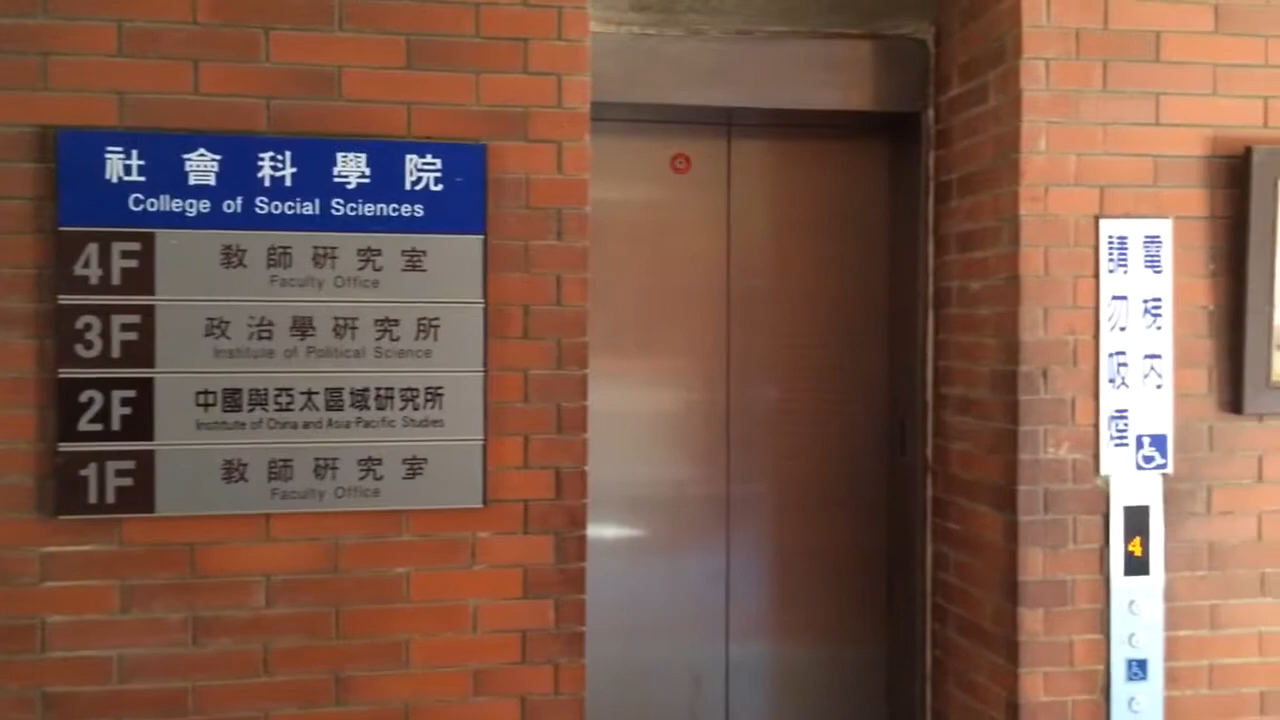 社會科學院
College of Social Sciences
4F
教師研究室
Faculty Office
3F
政治學研究所
Institute of Political Science
2F
中國與亞太區域研究所
Institute of China and Asia-Pacific Studies
1F
教師研究室
Faculty Office
電梯內
請勿吸煙
4